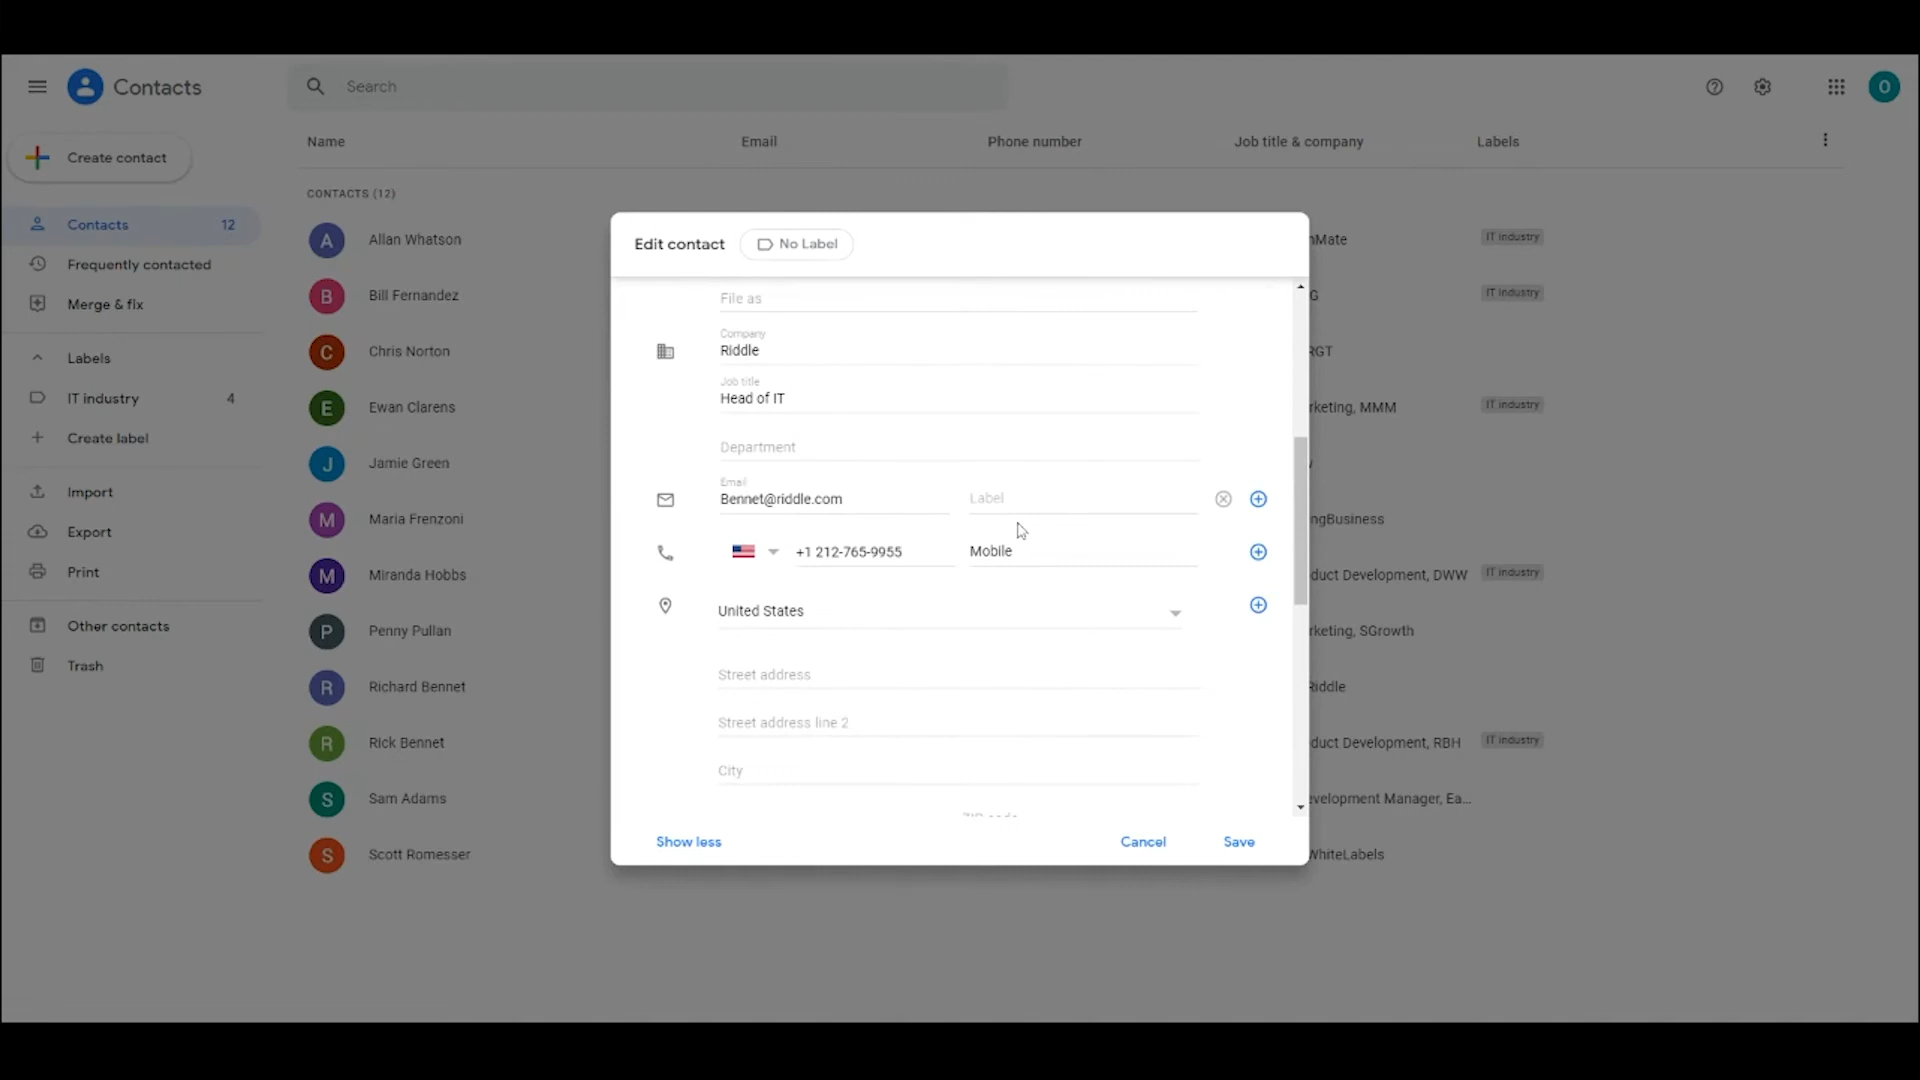 Contacts
Search
O
Create contact
Name Email Phone number Job title & company Labels
CONTACTS (12)
Contacts 12
Frequently contacted
Merge & fix
Labels
IT industry 4
Create label
Import
Export
Print
Other contacts
Trash
A Allan Whatson
nMate IT industry
B Bill Fernandez
G IT industry
C Chris Norton
RGT
E Ewan Clarens
rketing, MMM IT industry
J Jamie Green
M Maria Frenzoni
ngBusiness
M Miranda Hobbs
duct Development, DWW IT industry
P Penny Pullan
rketing, SGrowth
R Richard Bennet
Riddle
R Rick Bennet
duct Development, RBH IT industry
S Sam Adams
evelopment Manager, Ea...
S Scott Romesser
WhiteLabels
Edit contact No Label
File as
Company
Riddle
Job title
Head of IT
Department
Email
Bennet@riddle.com Label
+1 212-765-9955 Mobile
United States
Street address
Street address line 2
City
Show less Cancel Save